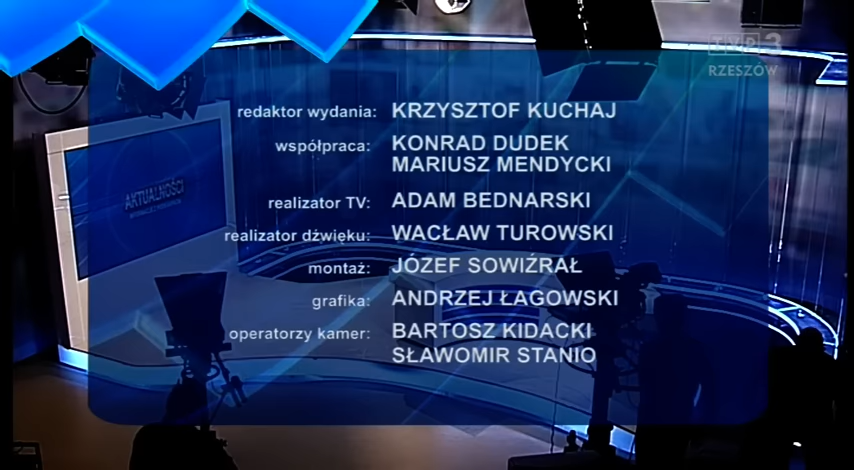 TVP3
RZESZÓW
redaktor wydania: KRZYSZTOF KUCHAJ
współpraca: KONRAD DUDEK
MARIUSZ MENDYCKI
realizator TV: ADAM BEDNARSKI
realizator dźwięku: WACŁAW TUROWSKI
montaż: JÓZEF SOWIŹRAŁ
grafika: ANDRZEJ ŁAGOWSKI
operatorzy kamer: BARTOSZ KIDACKI
SŁAWOMIR STANIO
AKTUALNOŚCI